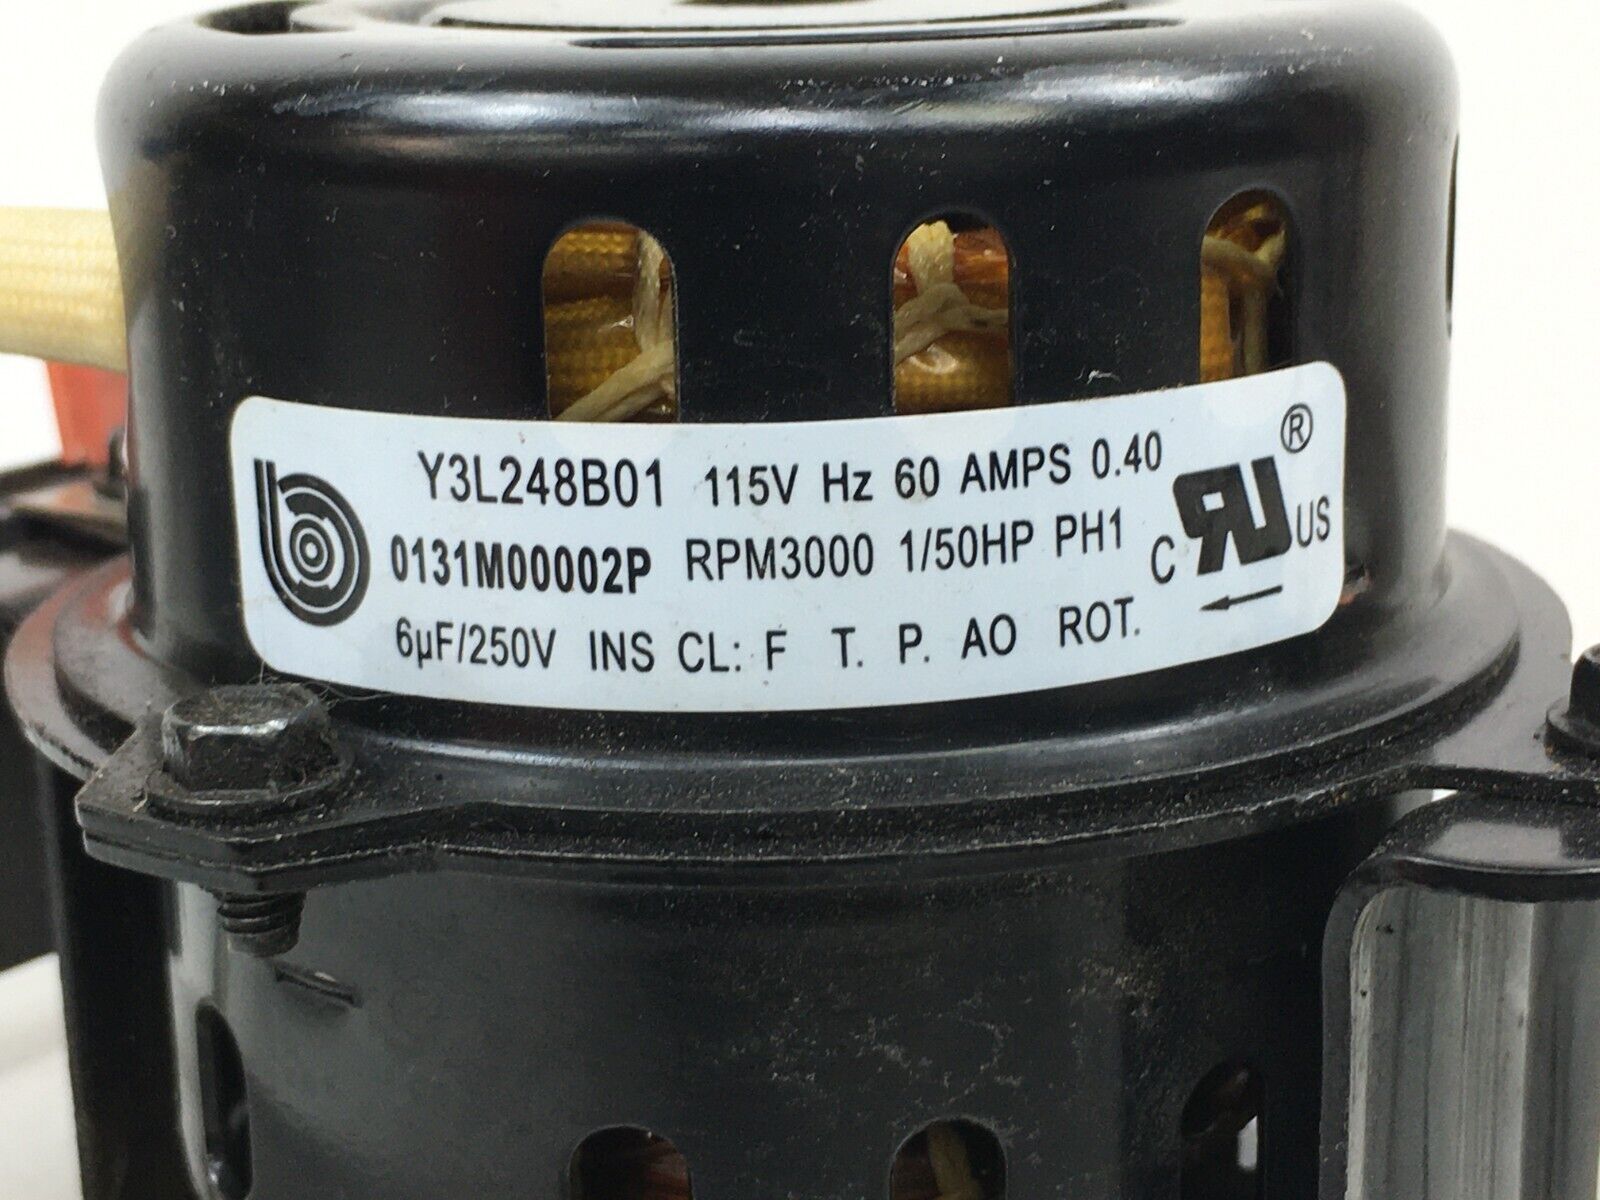 Y3L248B01 115V Hz 60 AMPS 0.40
0131M00002P RPM3000 1/50HP PH1
6µF/250V INS CL: F T. P. AO ROT.
C RU US ®